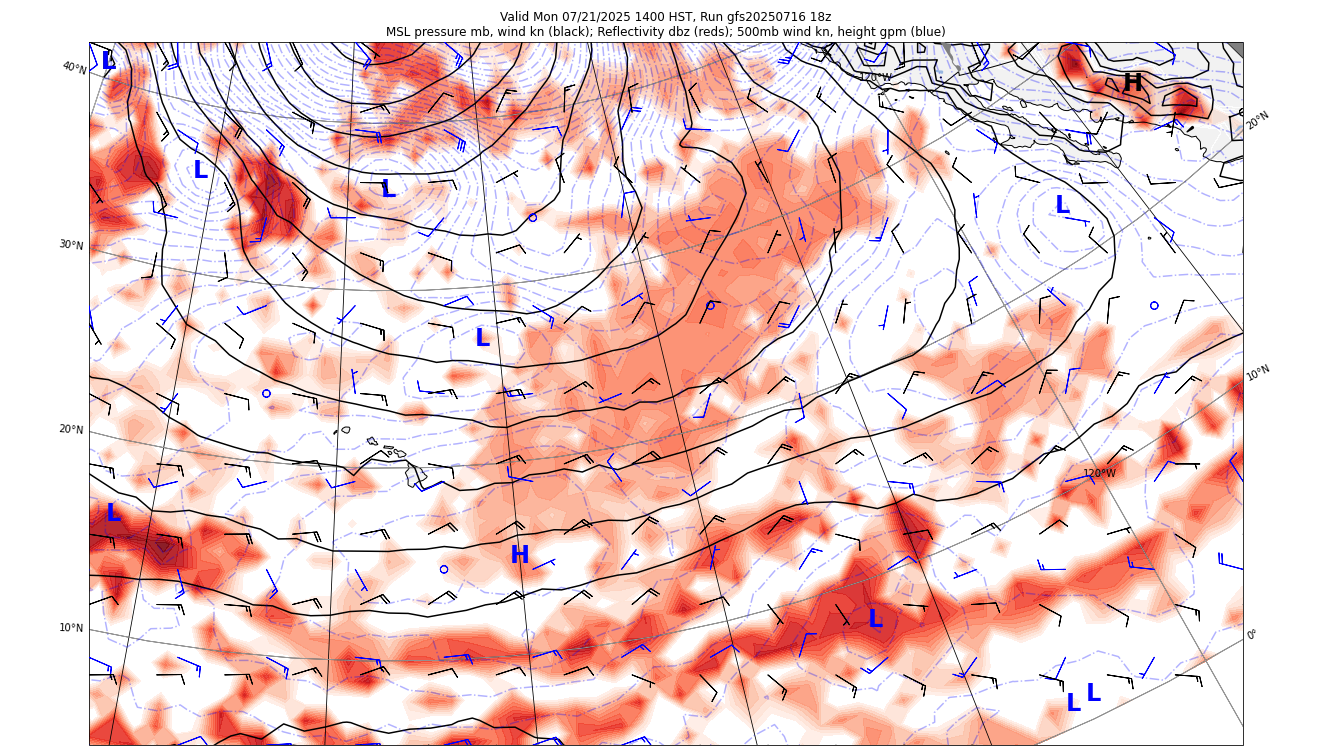 Valid Mon 07/21/2025 1400 HST, Run gfs20250716 18z
MSL pressure mb, wind kn (black); Reflectivity dbz (reds); 500mb wind kn, height gpm (blue)
L
40°N
120°W
H
20°N
L
L
L
30°N
L
10°N
20°N
120°W
L
H
L
10°N
0°
L
L